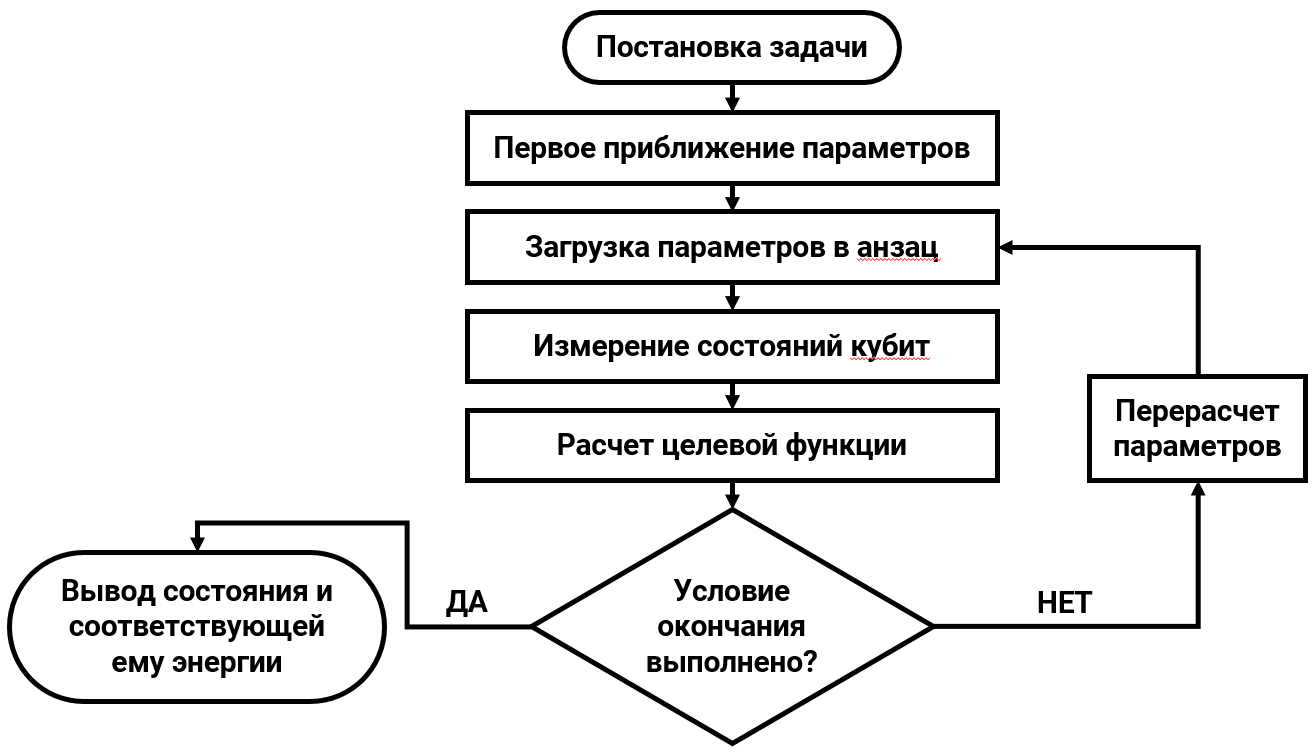 Постановка задачи
Первое приближение параметров
Загрузка параметров в анзац
Измерение состояний кубит
Расчет целевой функции
Перерасчет
параметров
Условие
окончания
выполнено?
ДА
НЕТ
Вывод состояния и
соответствующей
ему энергии